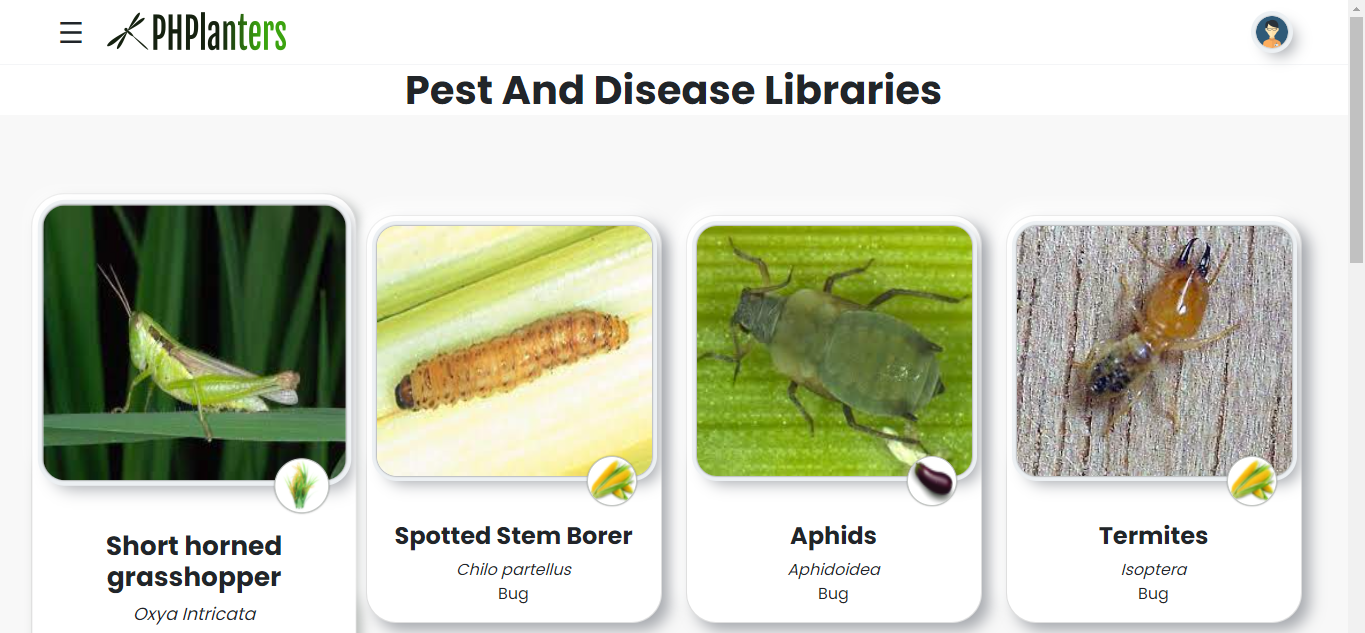 PHPlanters
Pest And Disease Libraries
Short horned
grasshopper
Oxya Intricata
Spotted Stem Borer
Chilo partellus
Bug
Aphids
Aphidoidea
Bug
Termites
Isoptera
Bug